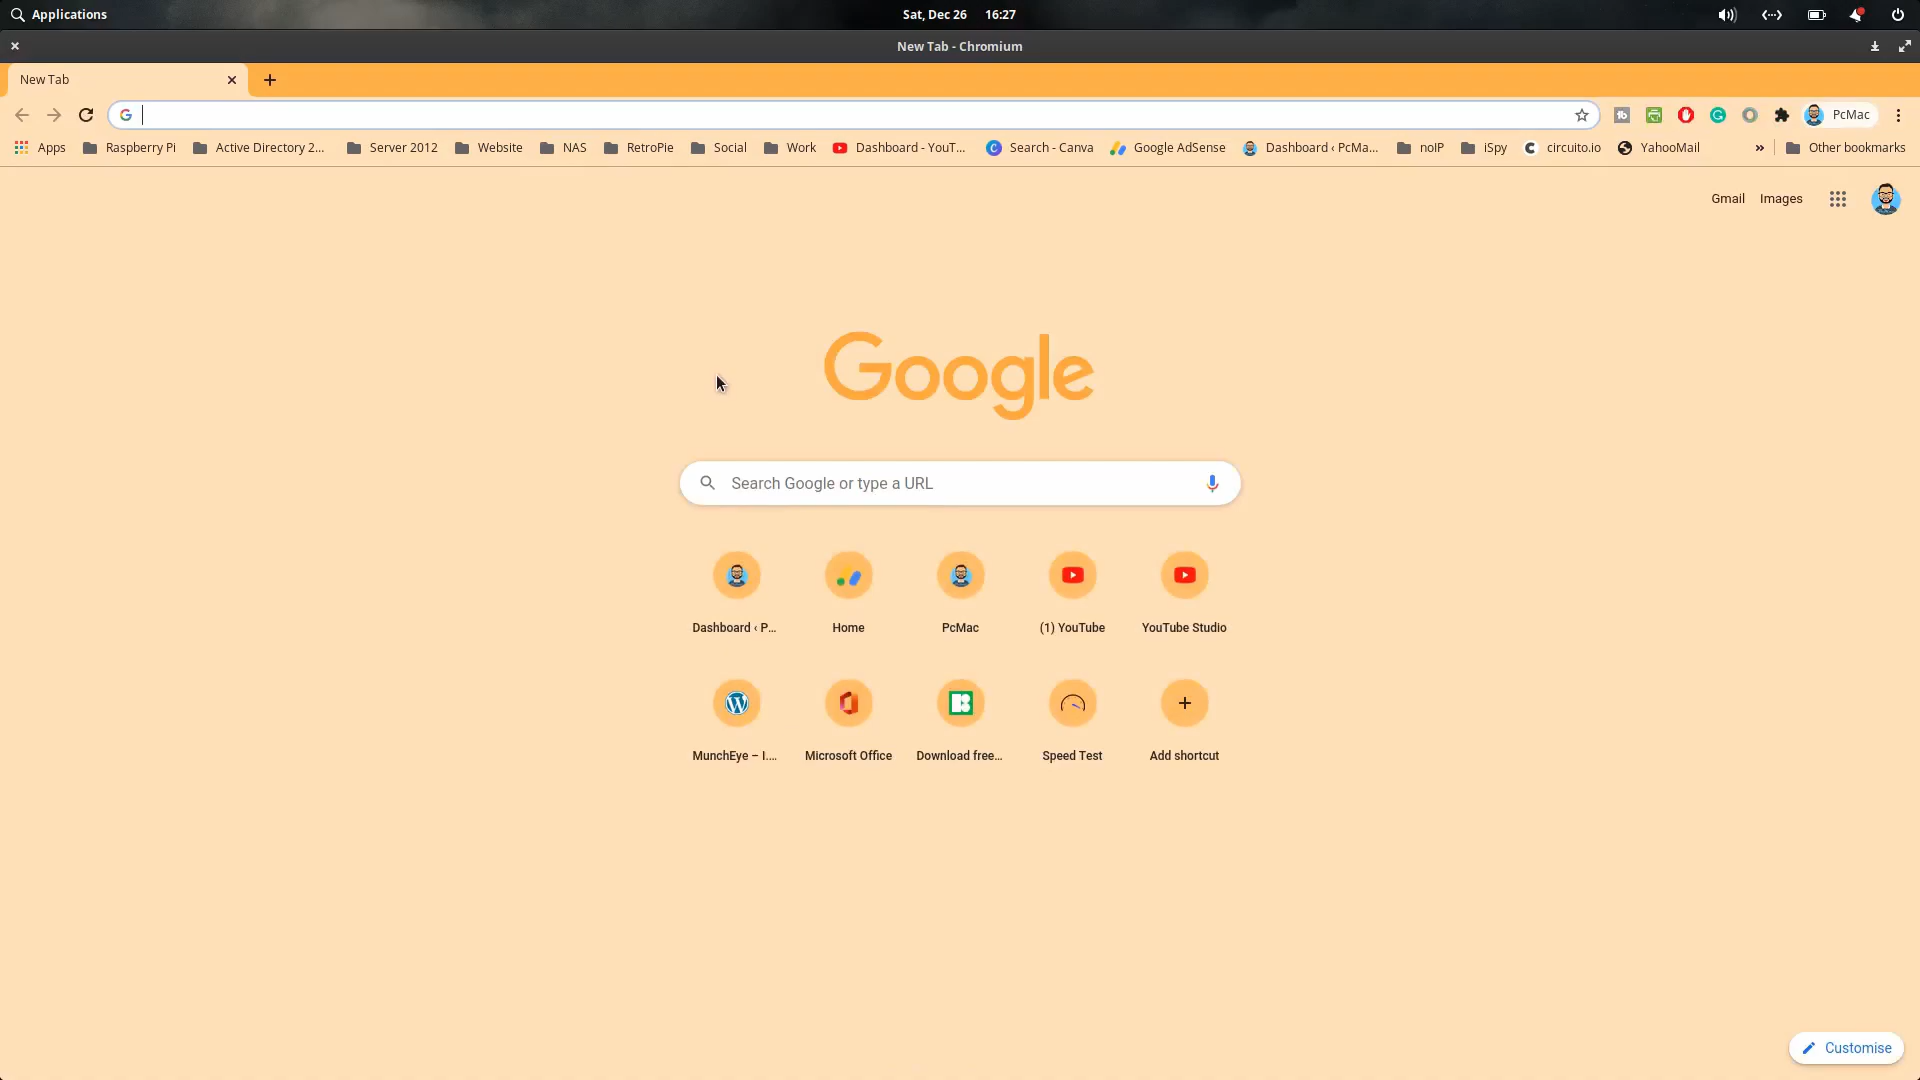 Applications
Sat, Dec 26 16:27
New Tab - Chromium
New Tab
PcMac
Apps Raspberry Pi Active Directory 2... Server 2012 Website NAS RetroPie Social Work Dashboard - YouT... Search - Canva Google AdSense Dashboard ‹ PcMa... noIP iSpy circuito.io YahooMail » Other bookmarks
Gmail Images
Google
Search Google or type a URL
Dashboard ‹ P... Home PcMac (1) YouTube YouTube Studio
MunchEye – I.... Microsoft Office Download free... Speed Test Add shortcut
Customise